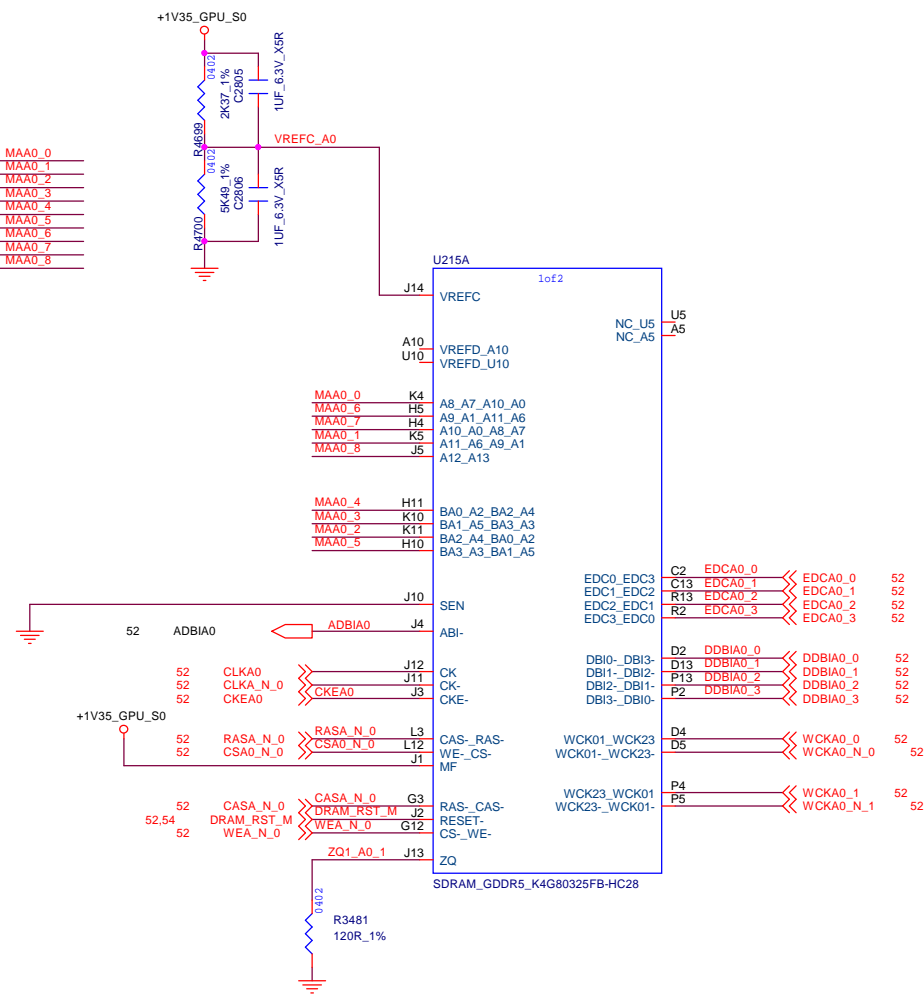 +1V35_GPU_S0
0402
2K37_1%
C2805
1UF_6.3V_X5R
R4699
VREFC_A0
0402
5K49_1%
C2806
1UF_6.3V_X5R
R4700
MAA0_0
MAA0_1
MAA0_2
MAA0_3
MAA0_4
MAA0_5
MAA0_6
MAA0_7
MAA0_8
U215A
1of2
J14 VREFC
NC_U5 U5
NC_A5 A5
A10 VREFD_A10
U10 VREFD_U10
MAA0_0 K4 A8_A7_A10_A0
MAA0_6 H5 A9_A1_A11_A6
MAA0_7 H4 A10_A0_A8_A7
MAA0_1 K5 A11_A6_A9_A1
MAA0_8 J5 A12_A13
MAA0_4 H11 BA0_A2_BA2_A4
MAA0_3 K10 BA1_A5_BA3_A3
MAA0_2 K11 BA2_A4_BA0_A2
MAA0_5 H10 BA3_A3_BA1_A5
EDC0_EDC3 C2 EDCA0_0 EDCA0_0 52
EDC1_EDC2 C13 EDCA0_1 EDCA0_1 52
EDC2_EDC1 R13 EDCA0_2 EDCA0_2 52
EDC3_EDC0 R2 EDCA0_3 EDCA0_3 52
J10 SEN
52 ADBIA0 ADBIA0 J4 ABI-
DBI0-_DBI3- D2 DDBIA0_0 DDBIA0_0 52
DBI1-_DBI2- D13 DDBIA0_1 DDBIA0_1 52
DBI2-_DBI1- P13 DDBIA0_2 DDBIA0_2 52
DBI3-_DBI0- P2 DDBIA0_3 DDBIA0_3 52
52 CLKA0 J12 CK
52 CLKA_N_0 J11 CK-
52 CKEA0 CKEA0 J3 CKE-
+1V35_GPU_S0
52 RASA_N_0 RASA_N_0 L3 CAS-_RAS-
52 CSA0_N_0 CSA0_N_0 L12 WE-_CS-
J1 MF
WCK01_WCK23 D4 WCKA0_0 52
WCK01-_WCK23- D5 WCKA0_N_0 52
WCK23_WCK01 P4 WCKA0_1 52
WCK23-_WCK01- P5 WCKA0_N_1 52
52 CASA_N_0 CASA_N_0 G3 RAS-_CAS-
52,54 DRAM_RST_M DRAM_RST_M J2 RESET-
52 WEA_N_0 WEA_N_0 G12 CS-_WE-
ZQ1_A0_1 J13 ZQ
SDRAM_GDDR5_K4G80325FB-HC28
0402
R3481
120R_1%